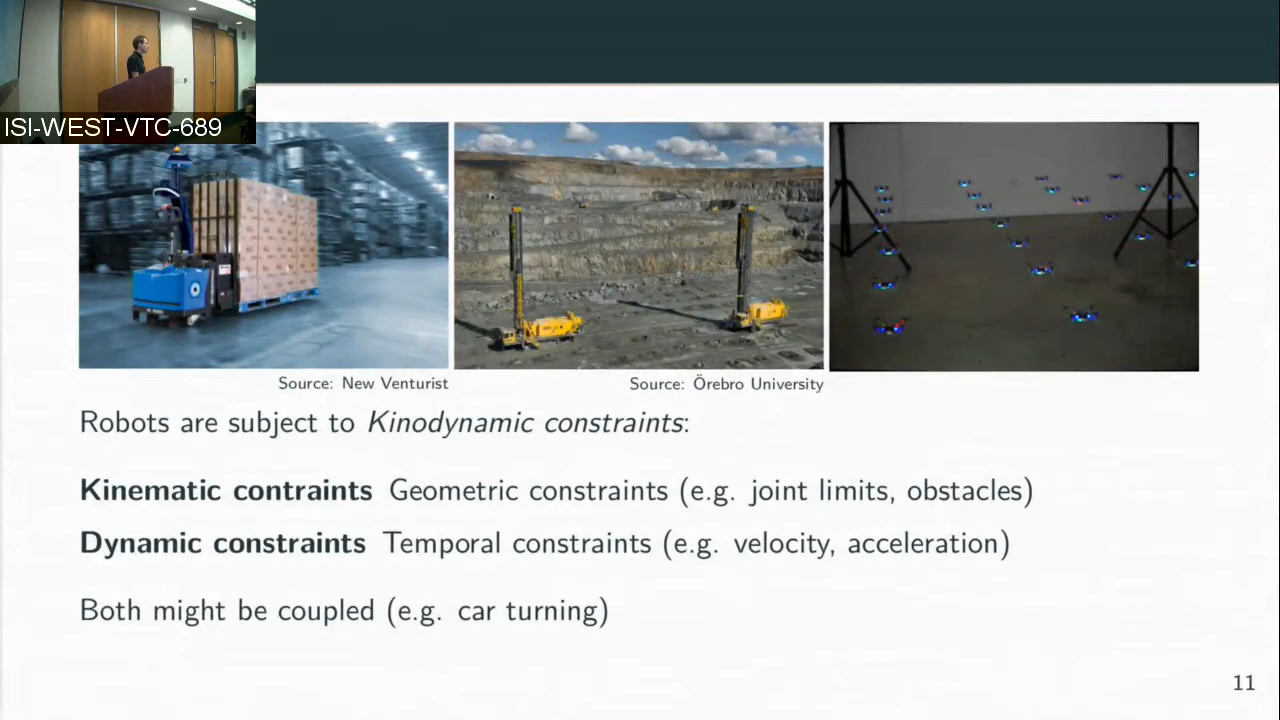 ISI-WEST-VTC-689
Source: New Venturist
Source: Örebro University
Robots are subject to Kinodynamic constraints:
Kinematic contraints Geometric constraints (e.g. joint limits, obstacles)
Dynamic constraints Temporal constraints (e.g. velocity, acceleration)
Both might be coupled (e.g. car turning)
11